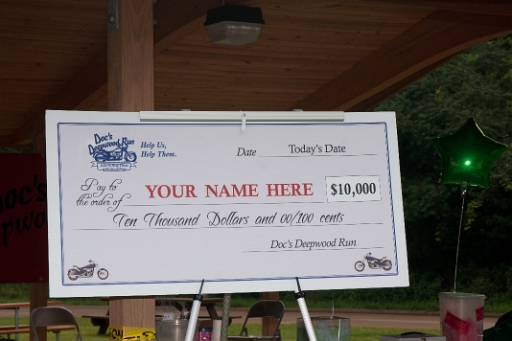 Doc's
Deepwood Run
Help Us,
Help Them.
Date Today's Date
Pay to
the order of YOUR NAME HERE $10,000
Ten Thousand Dollars and 00/100 cents
Doc's Deepwood Run
Doc's